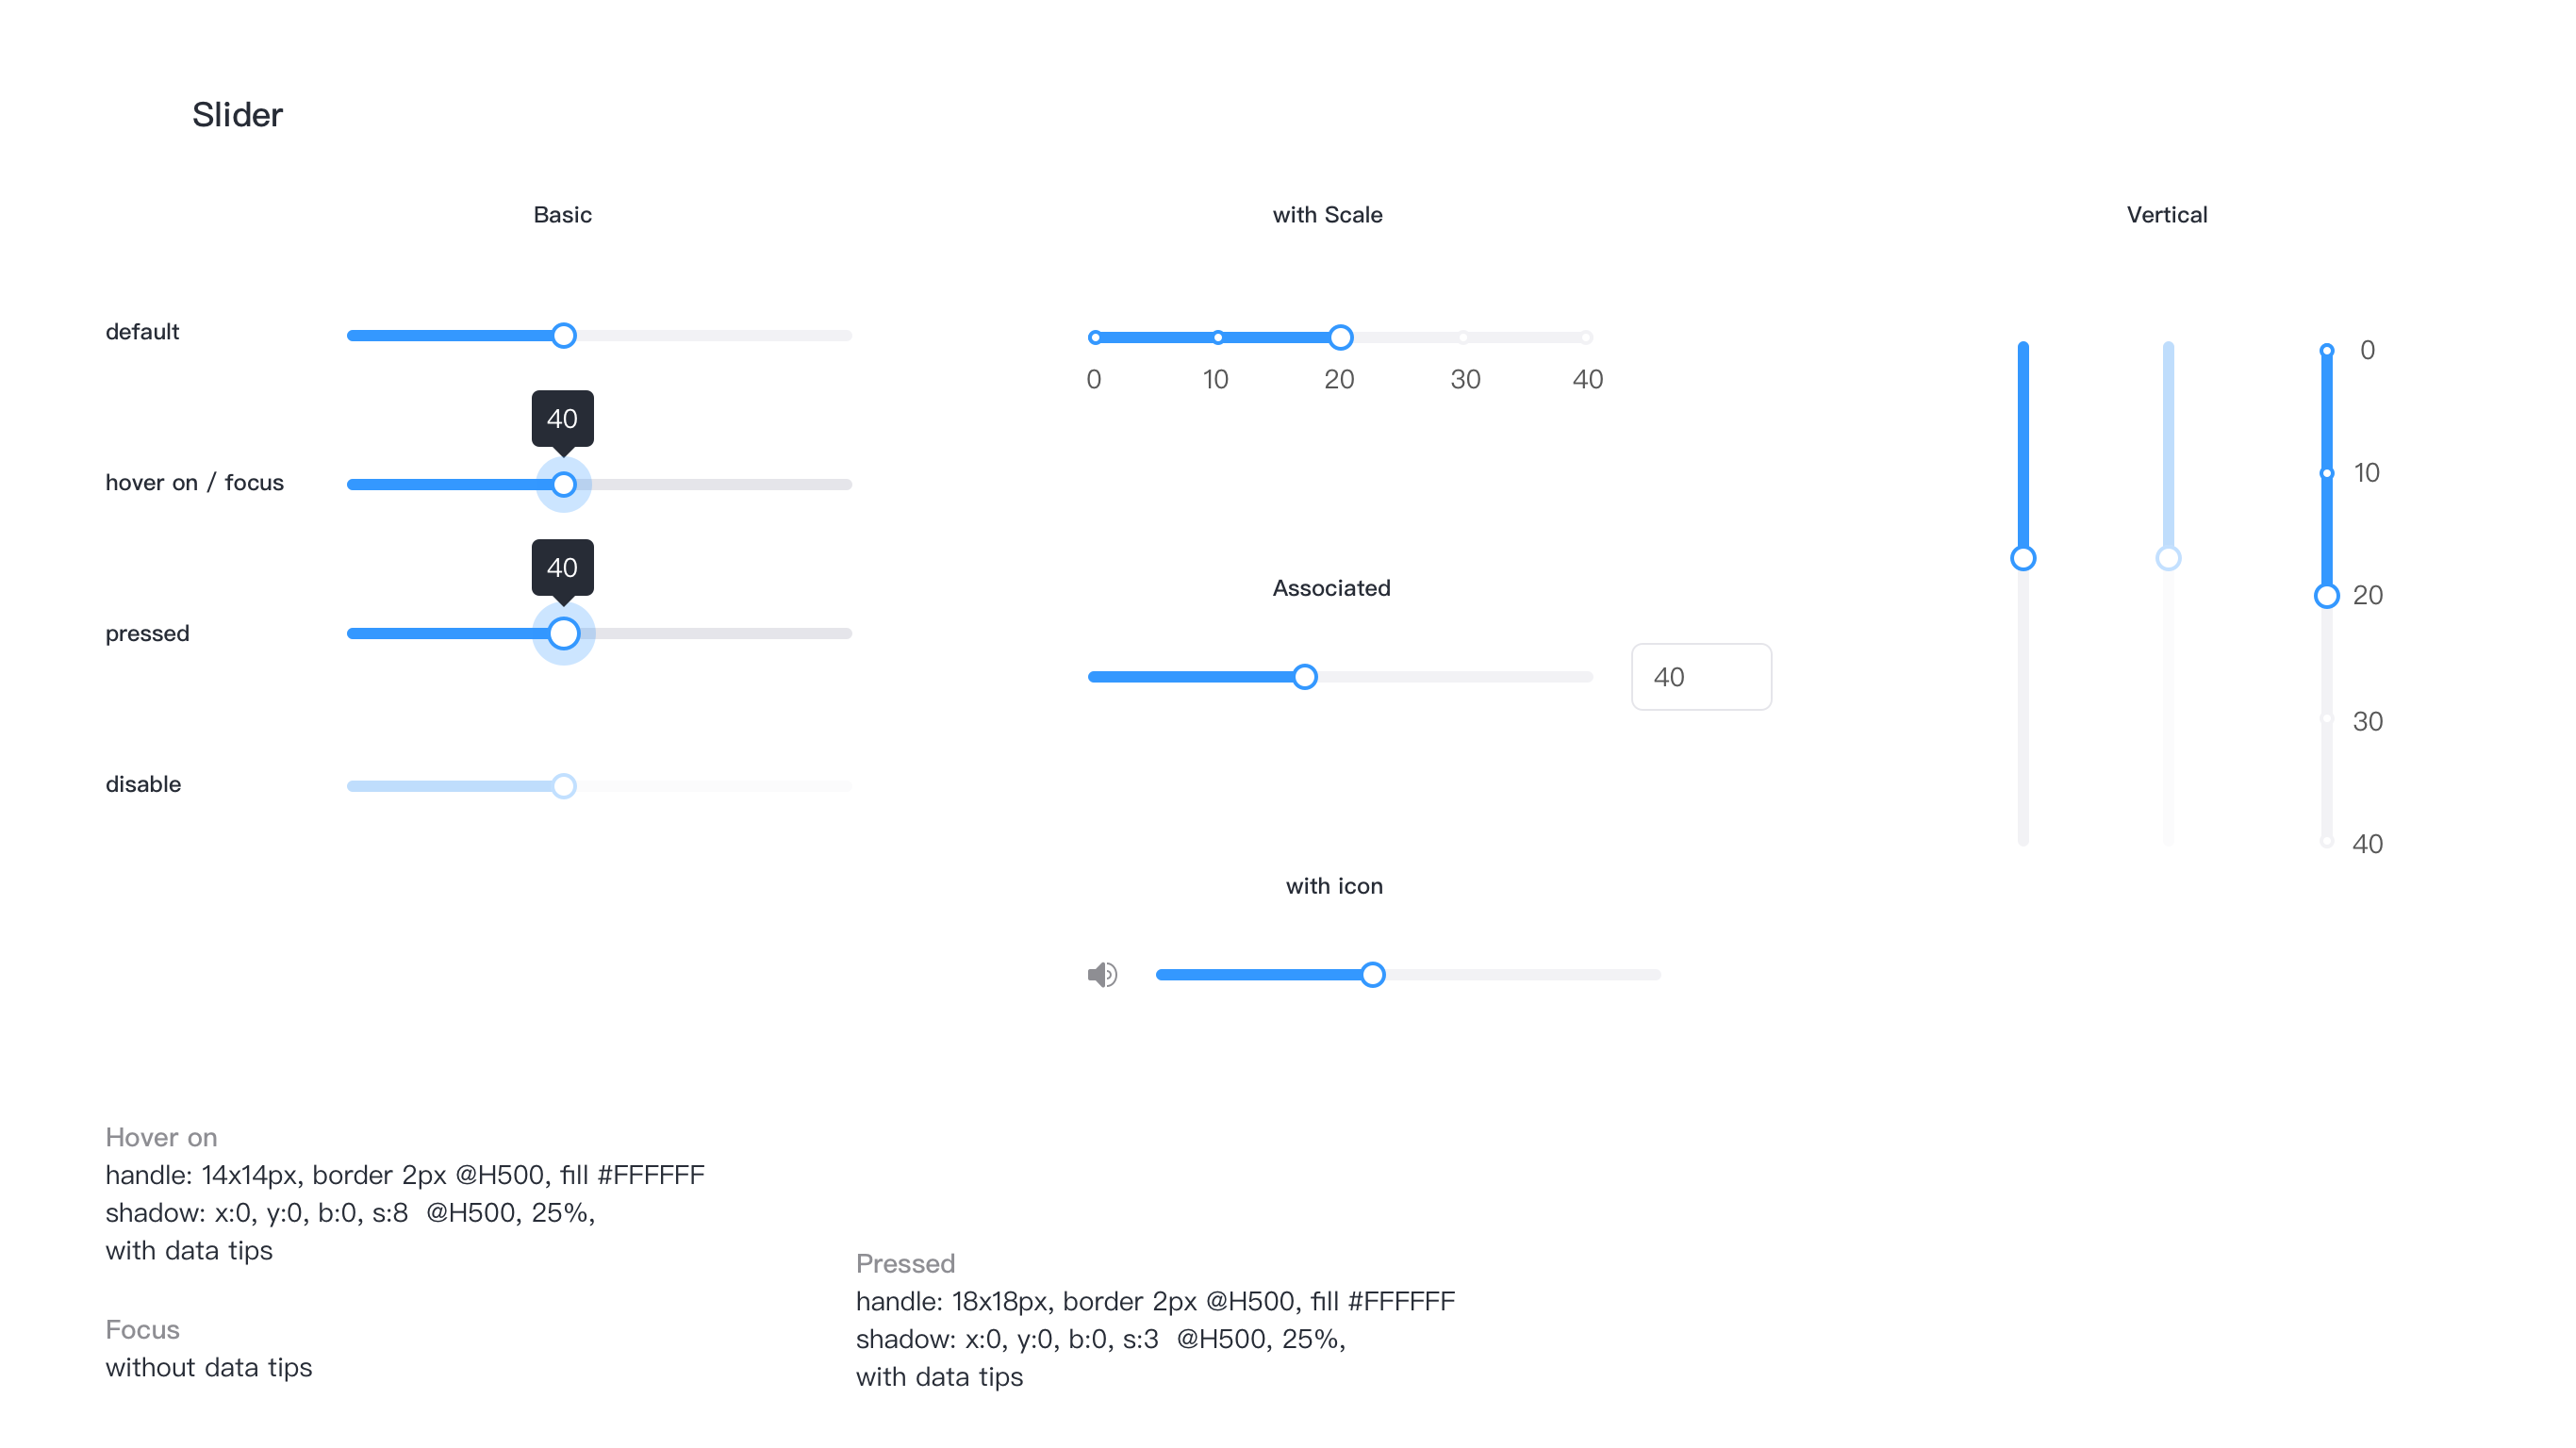 Slider
Basic
default
40
hover on / focus
40
pressed
disable
with Scale
0 10 20 30 40
Associated
40
with icon
Vertical
0
10
20
30
40
Hover on
handle: 14x14px, border 2px @H500, fill #FFFFFF
shadow: x:0, y:0, b:0, s:8  @H500, 25%,
with data tips
Focus
without data tips
Pressed
handle: 18x18px, border 2px @H500, fill #FFFFFF
shadow: x:0, y:0, b:0, s:3  @H500, 25%,
with data tips